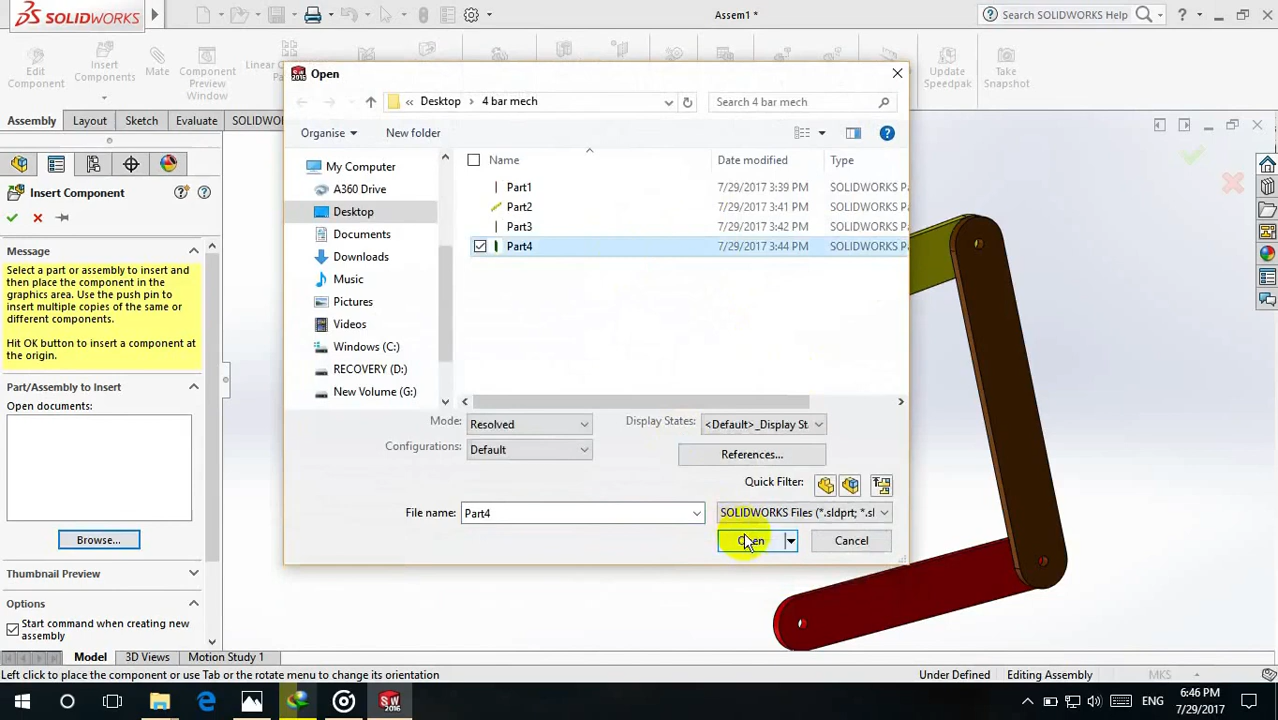 SOLIDWORKS
Assem1 *
Search SOLIDWORKS Help
Edit Component
Insert Components
Mate
Component Preview Window
Linear
Update Speedpak
Take Snapshot
Assembly
Layout
Sketch
Evaluate
SOLIDWO
Insert Component
Message
Select a part or assembly to insert and
then place the component in the
graphics area. Use the push pin to
insert multiple copies of the same or
different components.
Hit OK button to insert a component at
the origin.
Part/Assembly to Insert
Open documents:
Browse...
Thumbnail Preview
Options
Start command when creating new
assembly
Open
« Desktop > 4 bar mech
Search 4 bar mech
Organise
New folder
My Computer
A360 Drive
Desktop
Documents
Downloads
Music
Pictures
Videos
Windows (C:)
RECOVERY (D:)
New Volume (G:)
Name Date modified Type
Part1 7/29/2017 3:39 PM SOLIDWORKS Pa
Part2 7/29/2017 3:41 PM SOLIDWORKS Pa
Part3 7/29/2017 3:42 PM SOLIDWORKS Pa
Part4 7/29/2017 3:44 PM SOLIDWORKS Pa
Mode: Resolved
Display States: <Default>_Display St
Configurations: Default
References...
Quick Filter:
File name: Part4
SOLIDWORKS Files (*.sldprt; *.sl
Open
Cancel
Model
3D Views
Motion Study 1
Left click to place the component or use Tab or the rotate menu to change its orientation
Under Defined
Editing Assembly
MKS
SW 2016
ENG
6:46 PM
7/29/2017